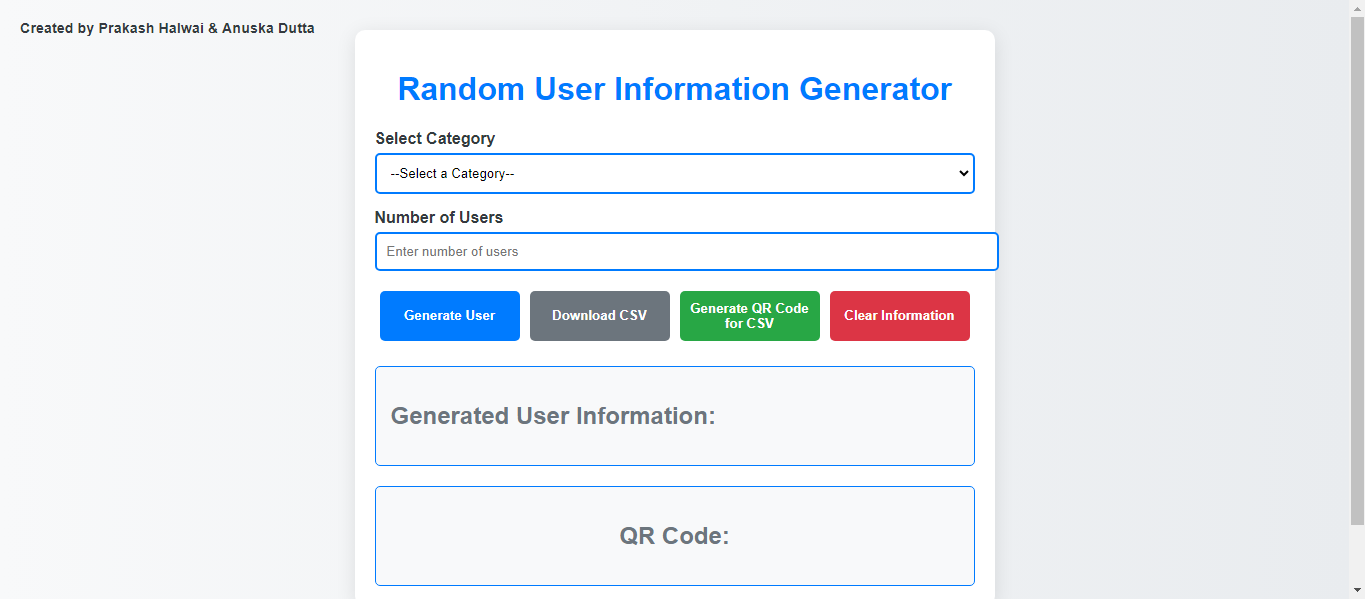 Created by Prakash Halwai & Anuska Dutta
Random User Information Generator
Select Category
--Select a Category--
Number of Users
Enter number of users
Generate User
Download CSV
Generate QR Code
for CSV
Clear Information
Generated User Information:
QR Code: